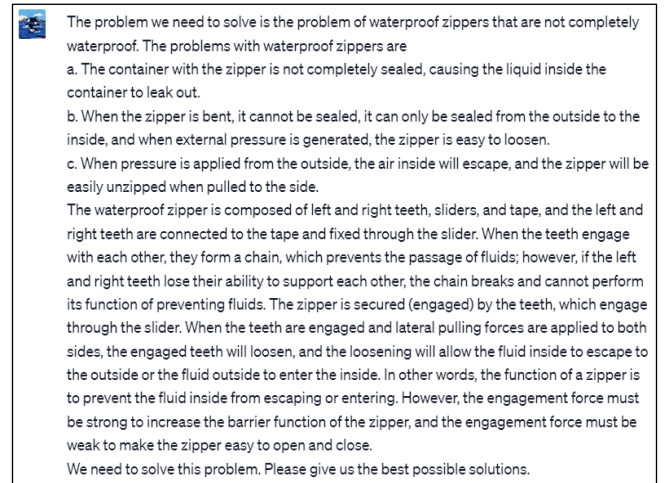 The problem we need to solve is the problem of waterproof zippers that are not completely
waterproof. The problems with waterproof zippers are
a. The container with the zipper is not completely sealed, causing the liquid inside the
container to leak out.
b. When the zipper is bent, it cannot be sealed, it can only be sealed from the outside to the
inside, and when external pressure is generated, the zipper is easy to loosen.
c. When pressure is applied from the outside, the air inside will escape, and the zipper will be
easily unzipped when pulled to the side.
The waterproof zipper is composed of left and right teeth, sliders, and tape, and the left and
right teeth are connected to the tape and fixed through the slider. When the teeth engage
with each other, they form a chain, which prevents the passage of fluids; however, if the left
and right teeth lose their ability to support each other, the chain breaks and cannot perform
its function of preventing fluids. The zipper is secured (engaged) by the teeth, which engage
through the slider. When the teeth are engaged and lateral pulling forces are applied to both
sides, the engaged teeth will loosen, and the loosening will allow the fluid inside to escape to
the outside or the fluid outside to enter the inside. In other words, the function of a zipper is
to prevent the fluid inside from escaping or entering. However, the engagement force must
be strong to increase the barrier function of the zipper, and the engagement force must be
weak to make the zipper easy to open and close.
We need to solve this problem. Please give us the best possible solutions.